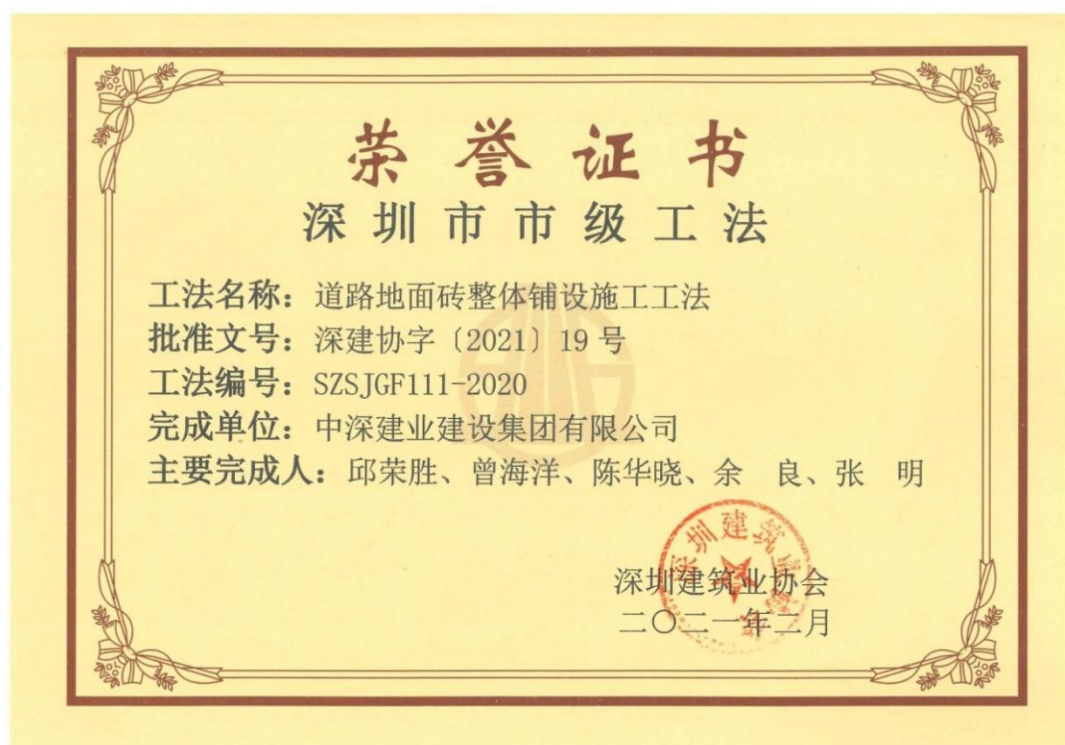 荣誉证书
深圳市市级工法
工法名称：道路地面砖整体铺设施工工法
批准文号：深建协字〔2021〕19号
工法编号：SZSJGF111-2020
完成单位：中深建业建设集团有限公司
主要完成人：邱荣胜、曾海洋、陈华晓、余　良、张　明
深圳建筑业协会
二〇二一年二月